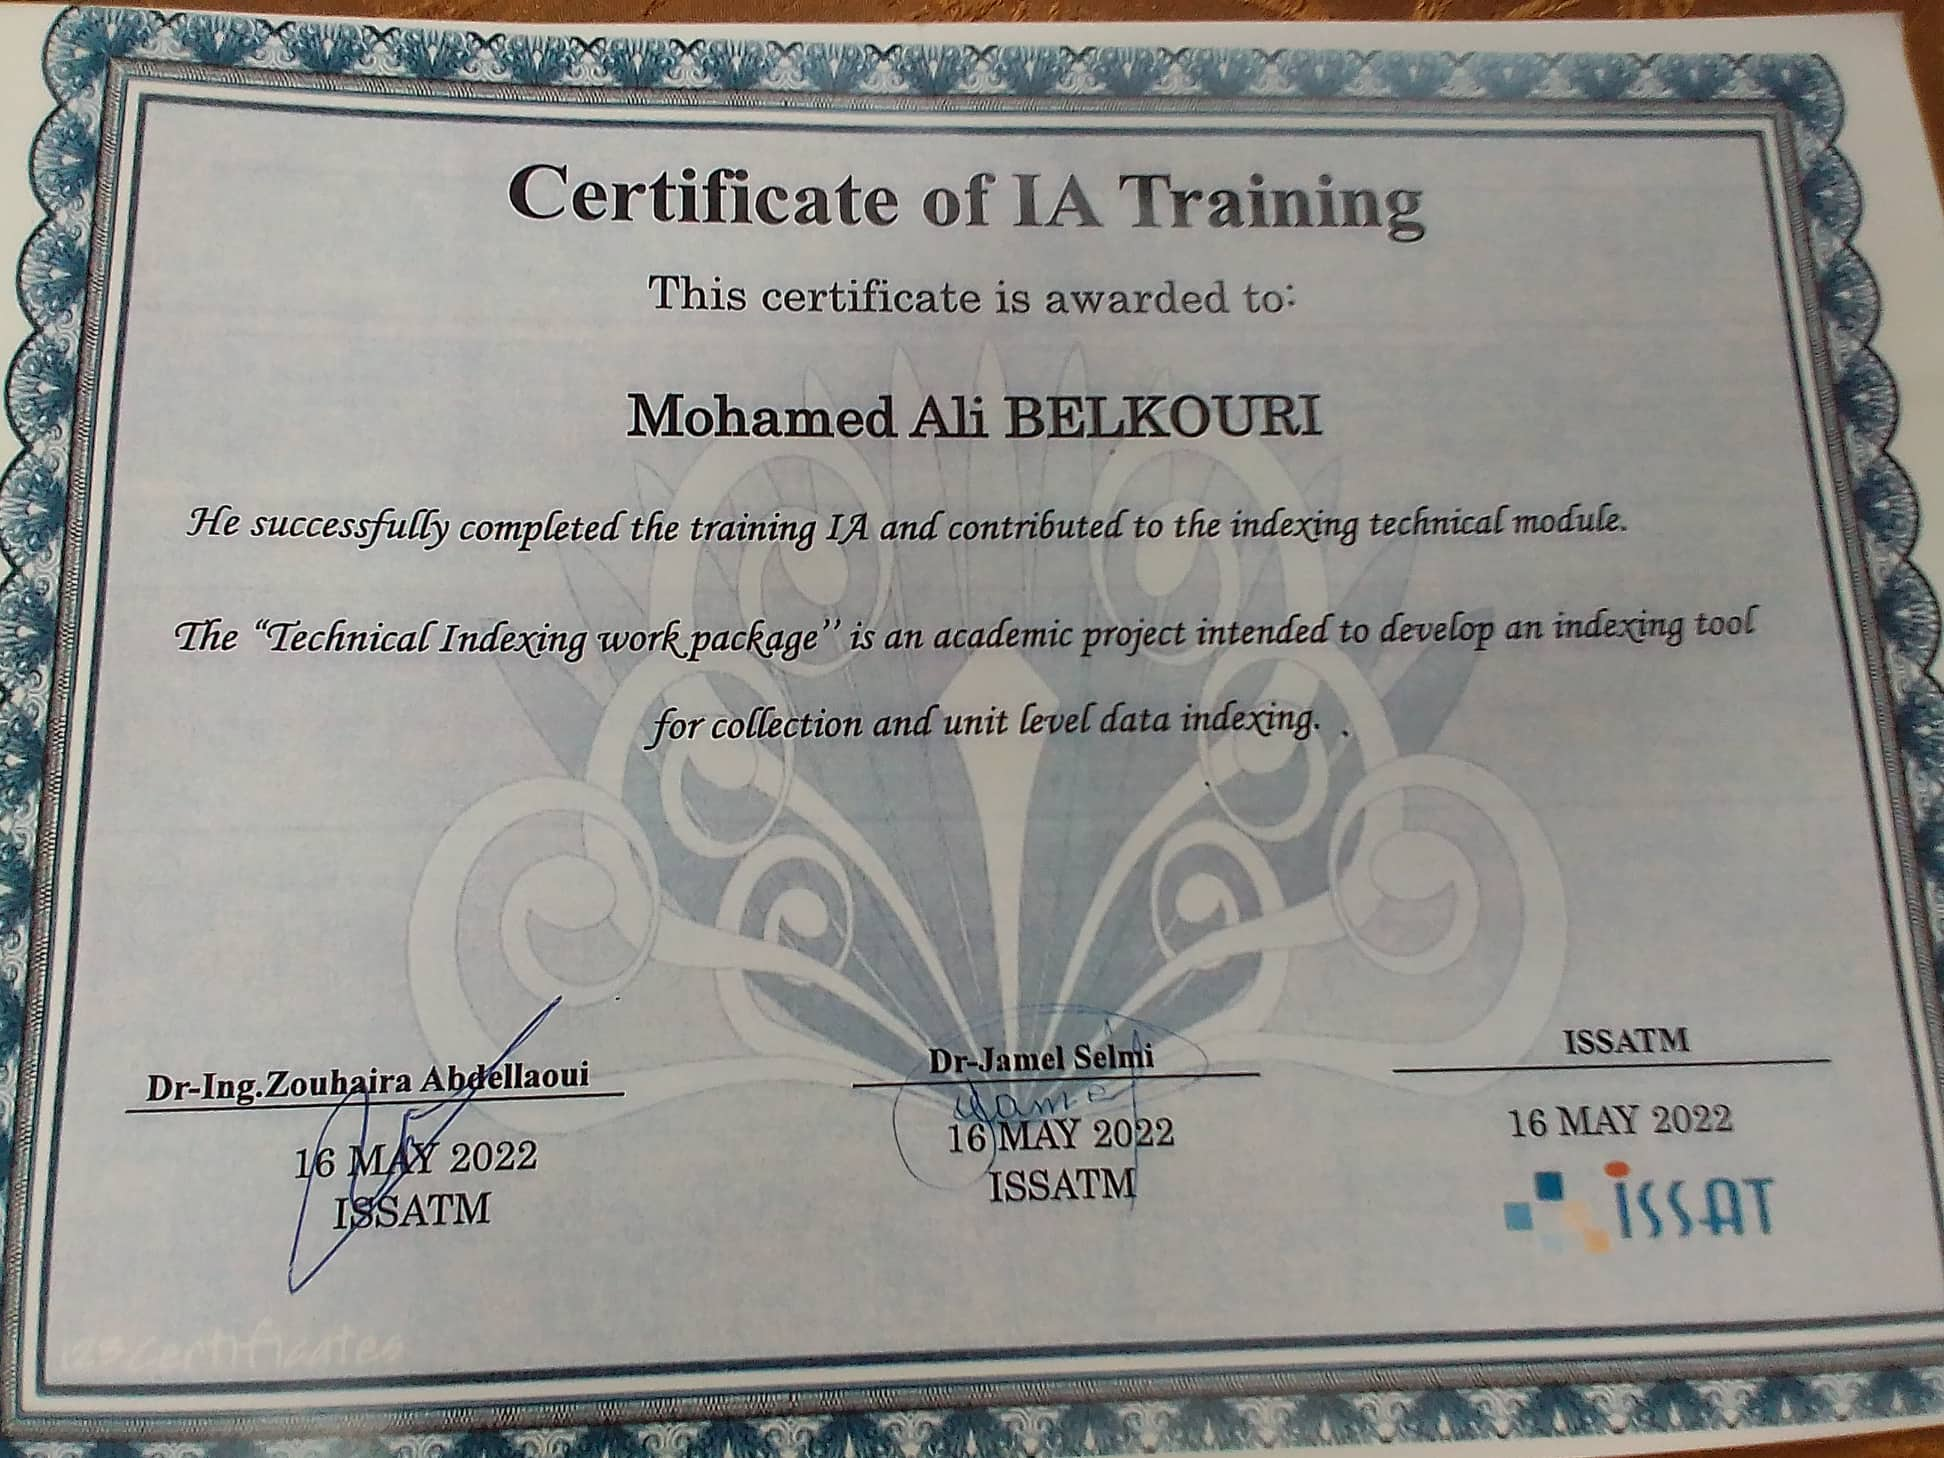 Certificate of IA Training
This certificate is awarded to:
Mohamed Ali BELKOURI
He successfully completed the training IA and contributed to the indexing technical module.
The “Technical Indexing work package’’ is an academic project intended to develop an indexing tool
for collection and unit level data indexing. .
Dr-Ing.Zouhaira Abdellaoui
16 MAY 2022
ISSATM
Dr-Jamel Selmi
Jamel
16 MAY 2022
ISSATM
ISSATM
16 MAY 2022
ISSAT
123certificates